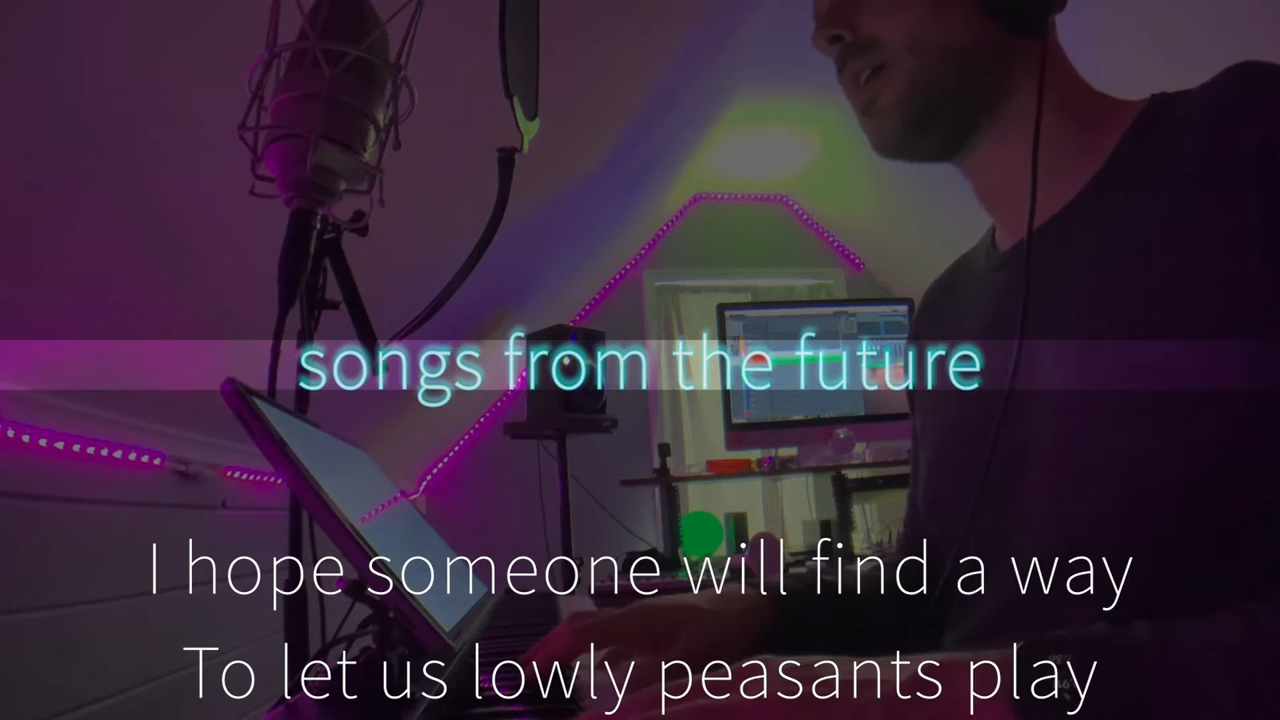 songs from the future
I hope someone will find a way
To let us lowly peasants play